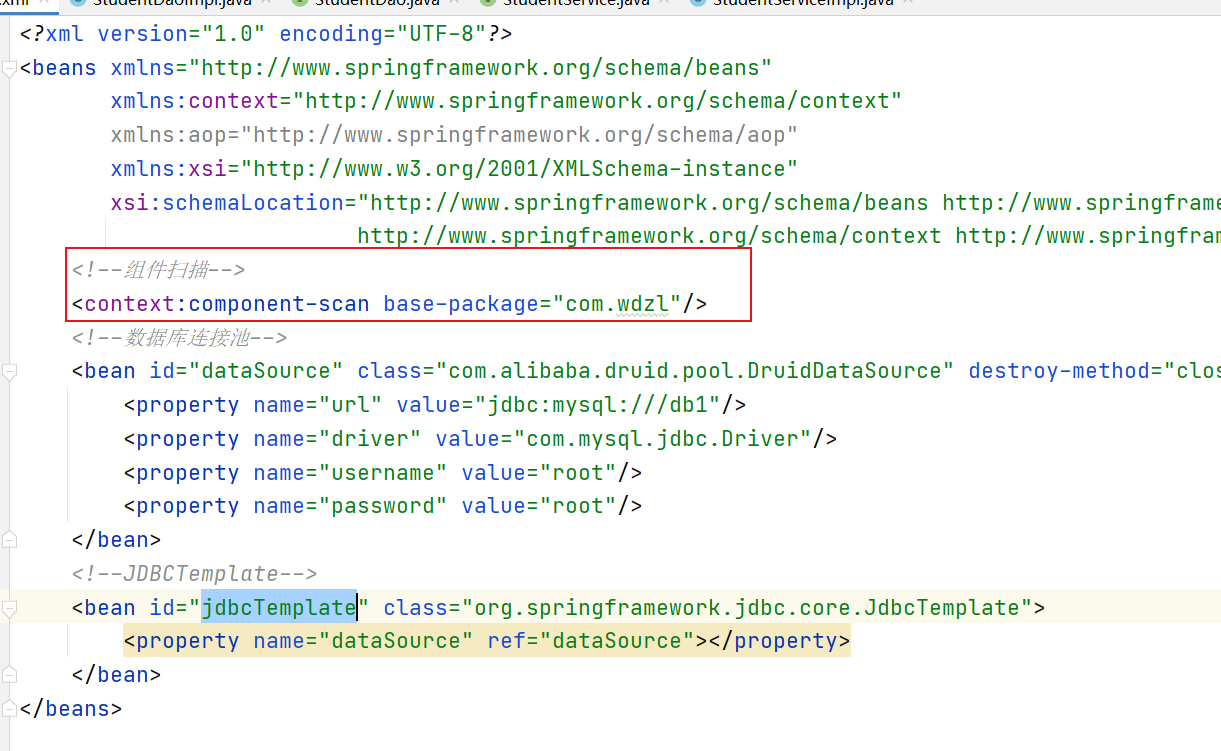 .xml StudentDaoImpl.java StudentDao.java StudentService.java StudentServiceImpl.java
<?xml version="1.0" encoding="UTF-8"?>
<beans xmlns="http://www.springframework.org/schema/beans"
xmlns:context="http://www.springframework.org/schema/context"
xmlns:aop="http://www.springframework.org/schema/aop"
xmlns:xsi="http://www.w3.org/2001/XMLSchema-instance"
xsi:schemaLocation="http://www.springframework.org/schema/beans http://www.springfram
http://www.springframework.org/schema/context http://www.springfram
<!--组件扫描-->
<context:component-scan base-package="com.wdzl"/>
<!--数据库连接池-->
<bean id="dataSource" class="com.alibaba.druid.pool.DruidDataSource" destroy-method="clos
<property name="url" value="jdbc:mysql:///db1"/>
<property name="driver" value="com.mysql.jdbc.Driver"/>
<property name="username" value="root"/>
<property name="password" value="root"/>
</bean>
<!--JDBCTemplate-->
<bean id="jdbcTemplate" class="org.springframework.jdbc.core.JdbcTemplate">
<property name="dataSource" ref="dataSource"></property>
</bean>
</beans>